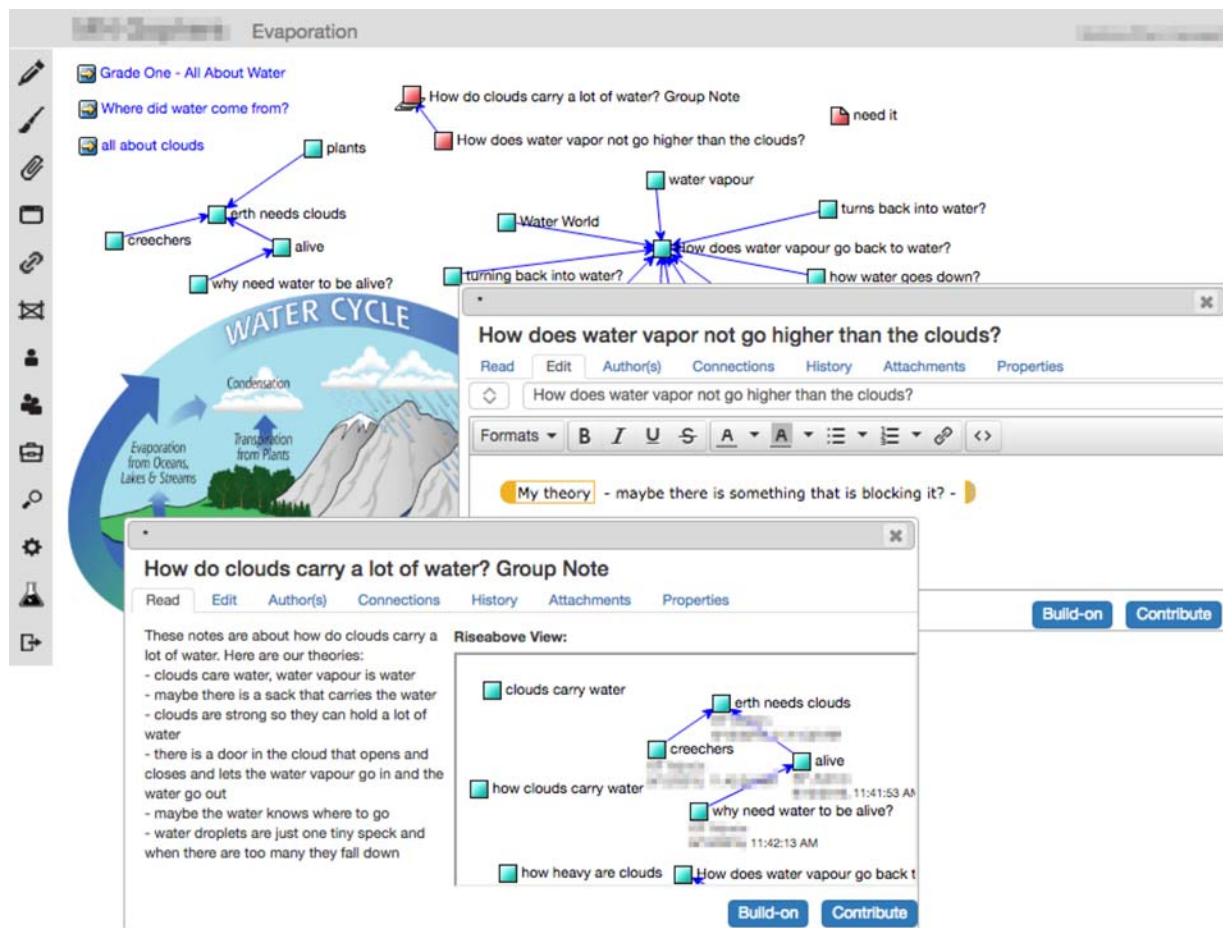 Evaporation
Grade One - All About Water
How do clouds carry a lot of water? Group Note
Where did water come from?
need it
How does water vapor not go higher than the clouds?
all about clouds
plants
water vapour
erth needs clouds
Water World
turns back into water?
creechers
alive
How does water vapour go back to water?
why need water to be alive?
turning back into water?
how water goes down?
WATER CYCLE
Condensation
Evaporation
from Oceans,
Lakes & Streams
Transpiration
from Plants
*
How does water vapor not go higher than the clouds?
Read Edit Author(s) Connections History Attachments Properties
How does water vapor not go higher than the clouds?
Formats B I U S A A
My theory - maybe there is something that is blocking it? -
Build-on Contribute
*
How do clouds carry a lot of water? Group Note
Read Edit Author(s) Connections History Attachments Properties
These notes are about how do clouds carry a
lot of water. Here are our theories:
- clouds care water, water vapour is water
- maybe there is a sack that carries the water
- clouds are strong so they can hold a lot of
water
- there is a door in the cloud that opens and
closes and lets the water vapour go in and the
water go out
- maybe the water knows where to go
- water droplets are just one tiny speck and
when there are too many they fall down
Riseabove View:
clouds carry water
erth needs clouds
creechers
alive
11:41:53 AM
how clouds carry water
why need water to be alive?
11:42:13 AM
how heavy are clouds
How does water vapour go back t
Build-on Contribute